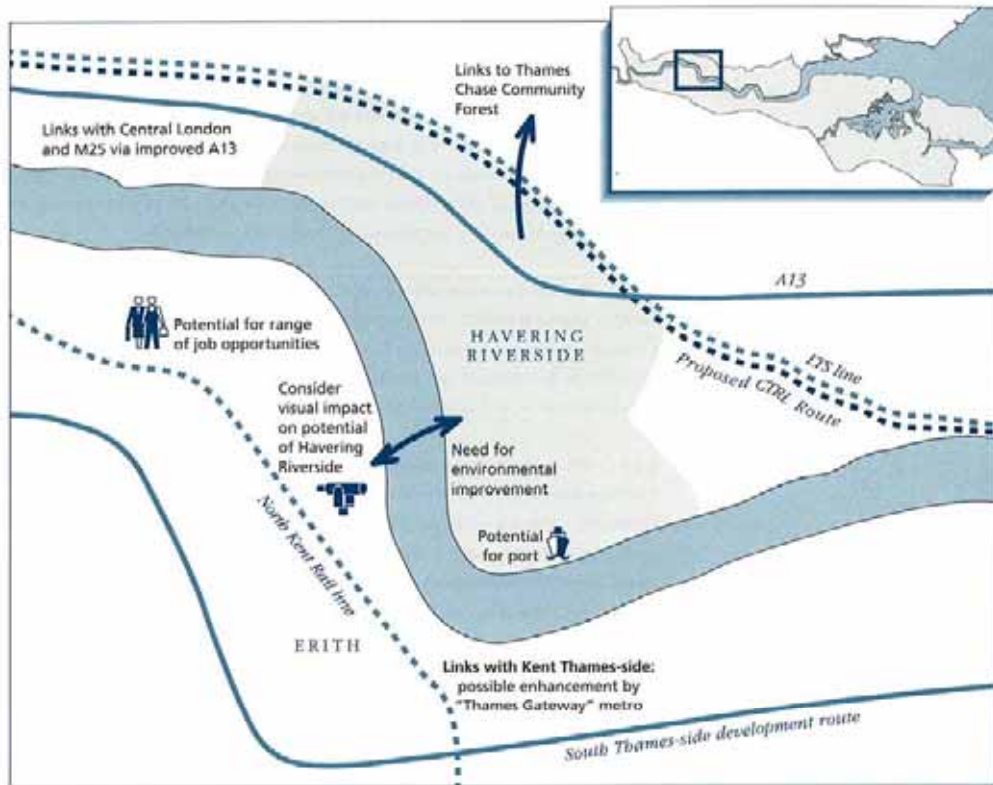 Links to Thames
Chase Community
Forest
Links with Central London
and M25 via improved A13
A13
Potential for range
of job opportunities
HAVERING
RIVERSIDE
LTS line
Proposed CTRL Route
Consider
visual impact
on potential
of Havering
Riverside
Need for
environmental
improvement
North Kent Rail line
Potential
for port
ERITH
Links with Kent Thames-side:
possible enhancement by
"Thames Gateway" metro
South Thames-side development route